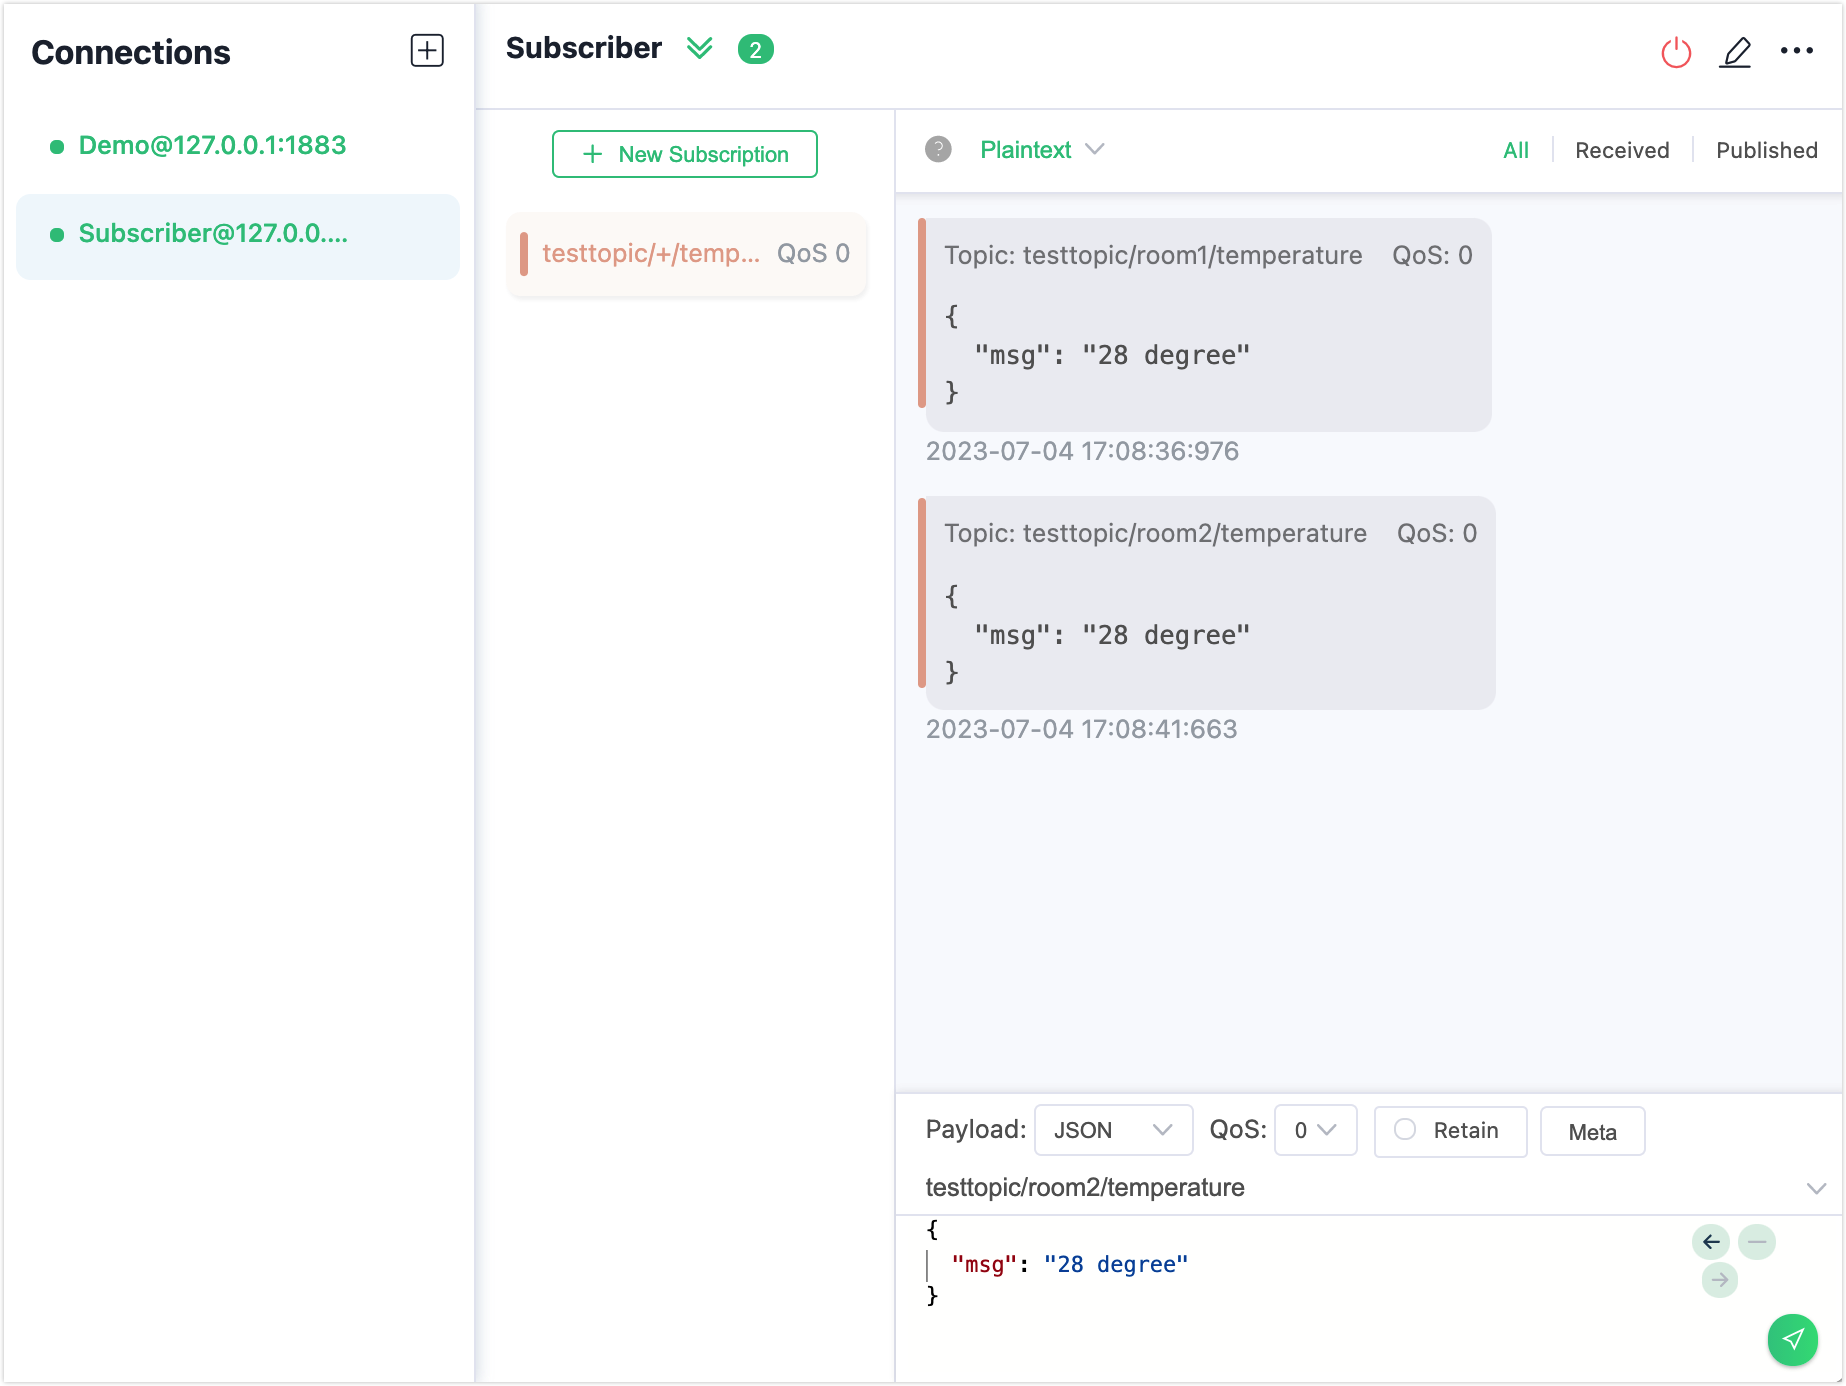 Connections
Demo@127.0.0.1:1883
Subscriber@127.0.0....
Subscriber 2
+ New Subscription
testtopic/+/temp... QoS 0
? Plaintext
All Received Published
Topic: testtopic/room1/temperature QoS: 0
{
"msg": "28 degree"
}
2023-07-04 17:08:36:976
Topic: testtopic/room2/temperature QoS: 0
{
"msg": "28 degree"
}
2023-07-04 17:08:41:663
Payload: JSON QoS: 0 Retain Meta
testtopic/room2/temperature
{
"msg": "28 degree"
}